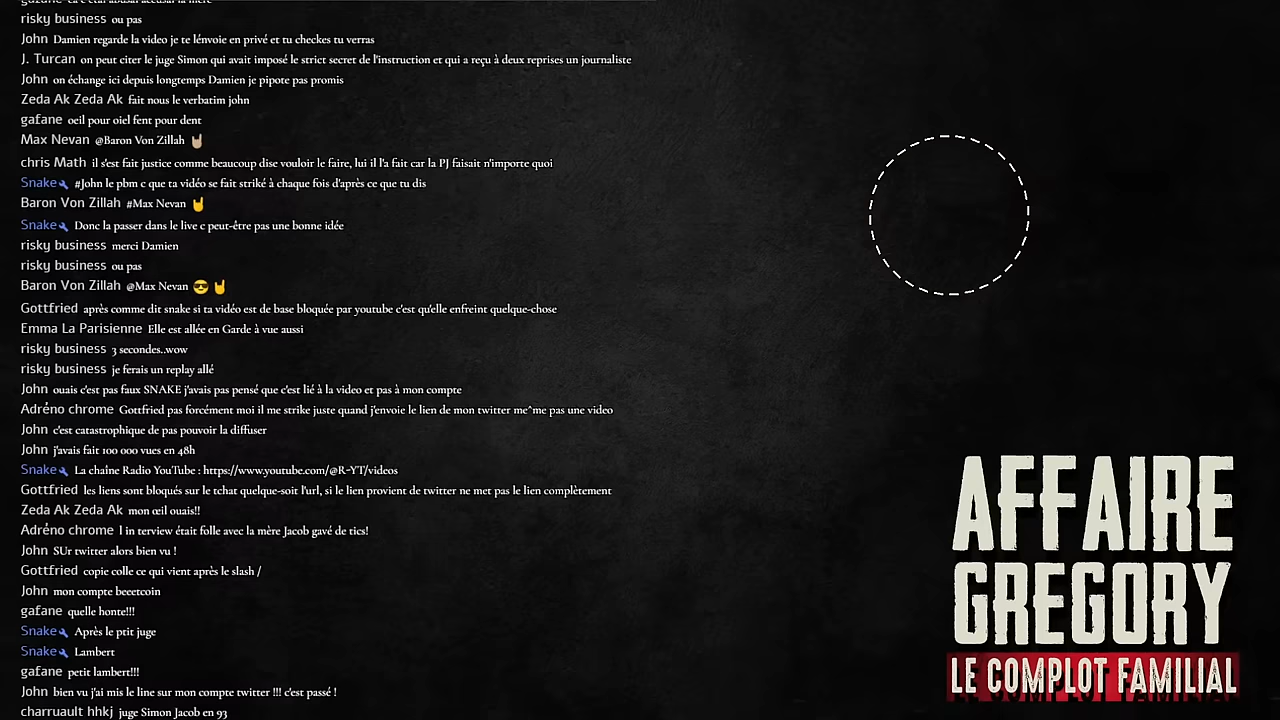 risky business ou pas
John Damien regarde la video je te lénvoie en privé et tu checkes tu verras
J. Turcan on peut citer le juge Simon qui avait imposé le strict secret de l'instruction et qui a reçu à deux reprises un journaliste
John on échange ici depuis longtemps Damien je pipote pas promis
Zeda Ak Zeda Ak fait nous le verbatim john
gafane oeil pour oiel fent pour dent
Max Nevan @Baron Von Zillah 🤘🏼
chris Math il s'est fait justice comme beaucoup dise vouloir le faire, lui il l'a fait car la PJ faisait n'importe quoi
Snake #John le pbm c que ta vidéo se fait striké à chaque fois d'après ce que tu dis
Baron Von Zillah #Max Nevan 🤘
Snake Donc la passer dans le live c peut-être pas une bonne idée
risky business merci Damien
risky business ou pas
Baron Von Zillah @Max Nevan 😎 🤘
Gottfried après comme dit snake si ta vidéo est de base bloquée par youtube c'est qu'elle enfreint quelque-chose
Emma La Parisienne Elle est allée en Garde à vue aussi
risky business 3 secondes..wow
risky business je ferais un replay allé
John ouais c'est pas faux SNAKE j'avais pas pensé que c'est lié à la video et pas à mon compte
Adréno chrome Gottfried pas forcément moi il me strike juste quand j'envoie le lien de mon twitter me^me pas une video
John c'est catastrophique de pas pouvoir la diffuser
John j'avais fait 100 000 vues en 48h
Snake La chaîne Radio YouTube : https://www.youtube.com/@R-YT/videos
Gottfried les liens sont bloqués sur le tchat quelque-soit l'url, si le lien provient de twitter ne met pas le lien complètement
Zeda Ak Zeda Ak mon œil ouais!!
Adréno chrome l in terview était folle avec la mère Jacob gavé de tics!
John SUr twitter alors bien vu !
Gottfried copie colle ce qui vient après le slash /
John mon compte beeetcoin
gafane quelle honte!!!
Snake Après le ptit juge
Snake Lambert
gafane petit lambert!!!
John bien vu j'ai mis le line sur mon compte twitter !!! c'est passé !
charruault hhkj juge Simon Jacob en 93
AFFAIRE
GREGORY
LE COMPLOT FAMILIAL